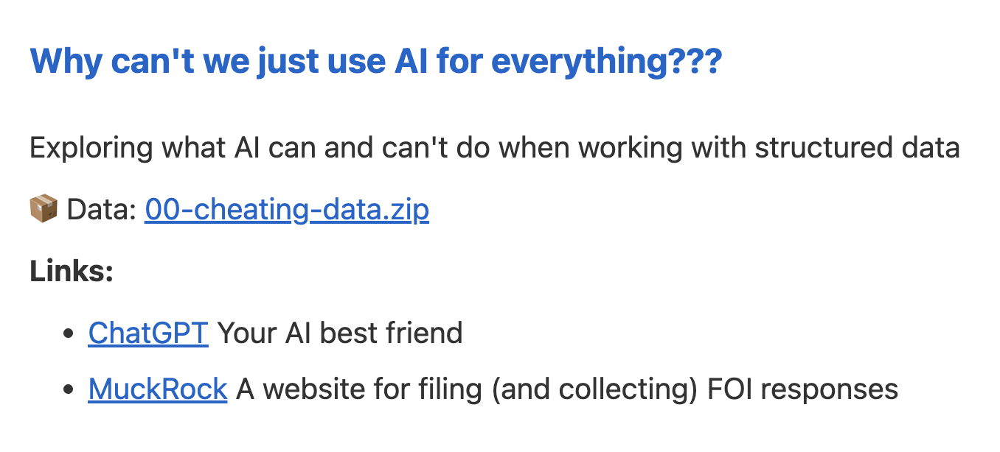 Why can't we just use AI for everything???
Exploring what AI can and can't do when working with structured data
📦 Data: 00-cheating-data.zip
Links:
• ChatGPT Your AI best friend
• MuckRock A website for filing (and collecting) FOI responses